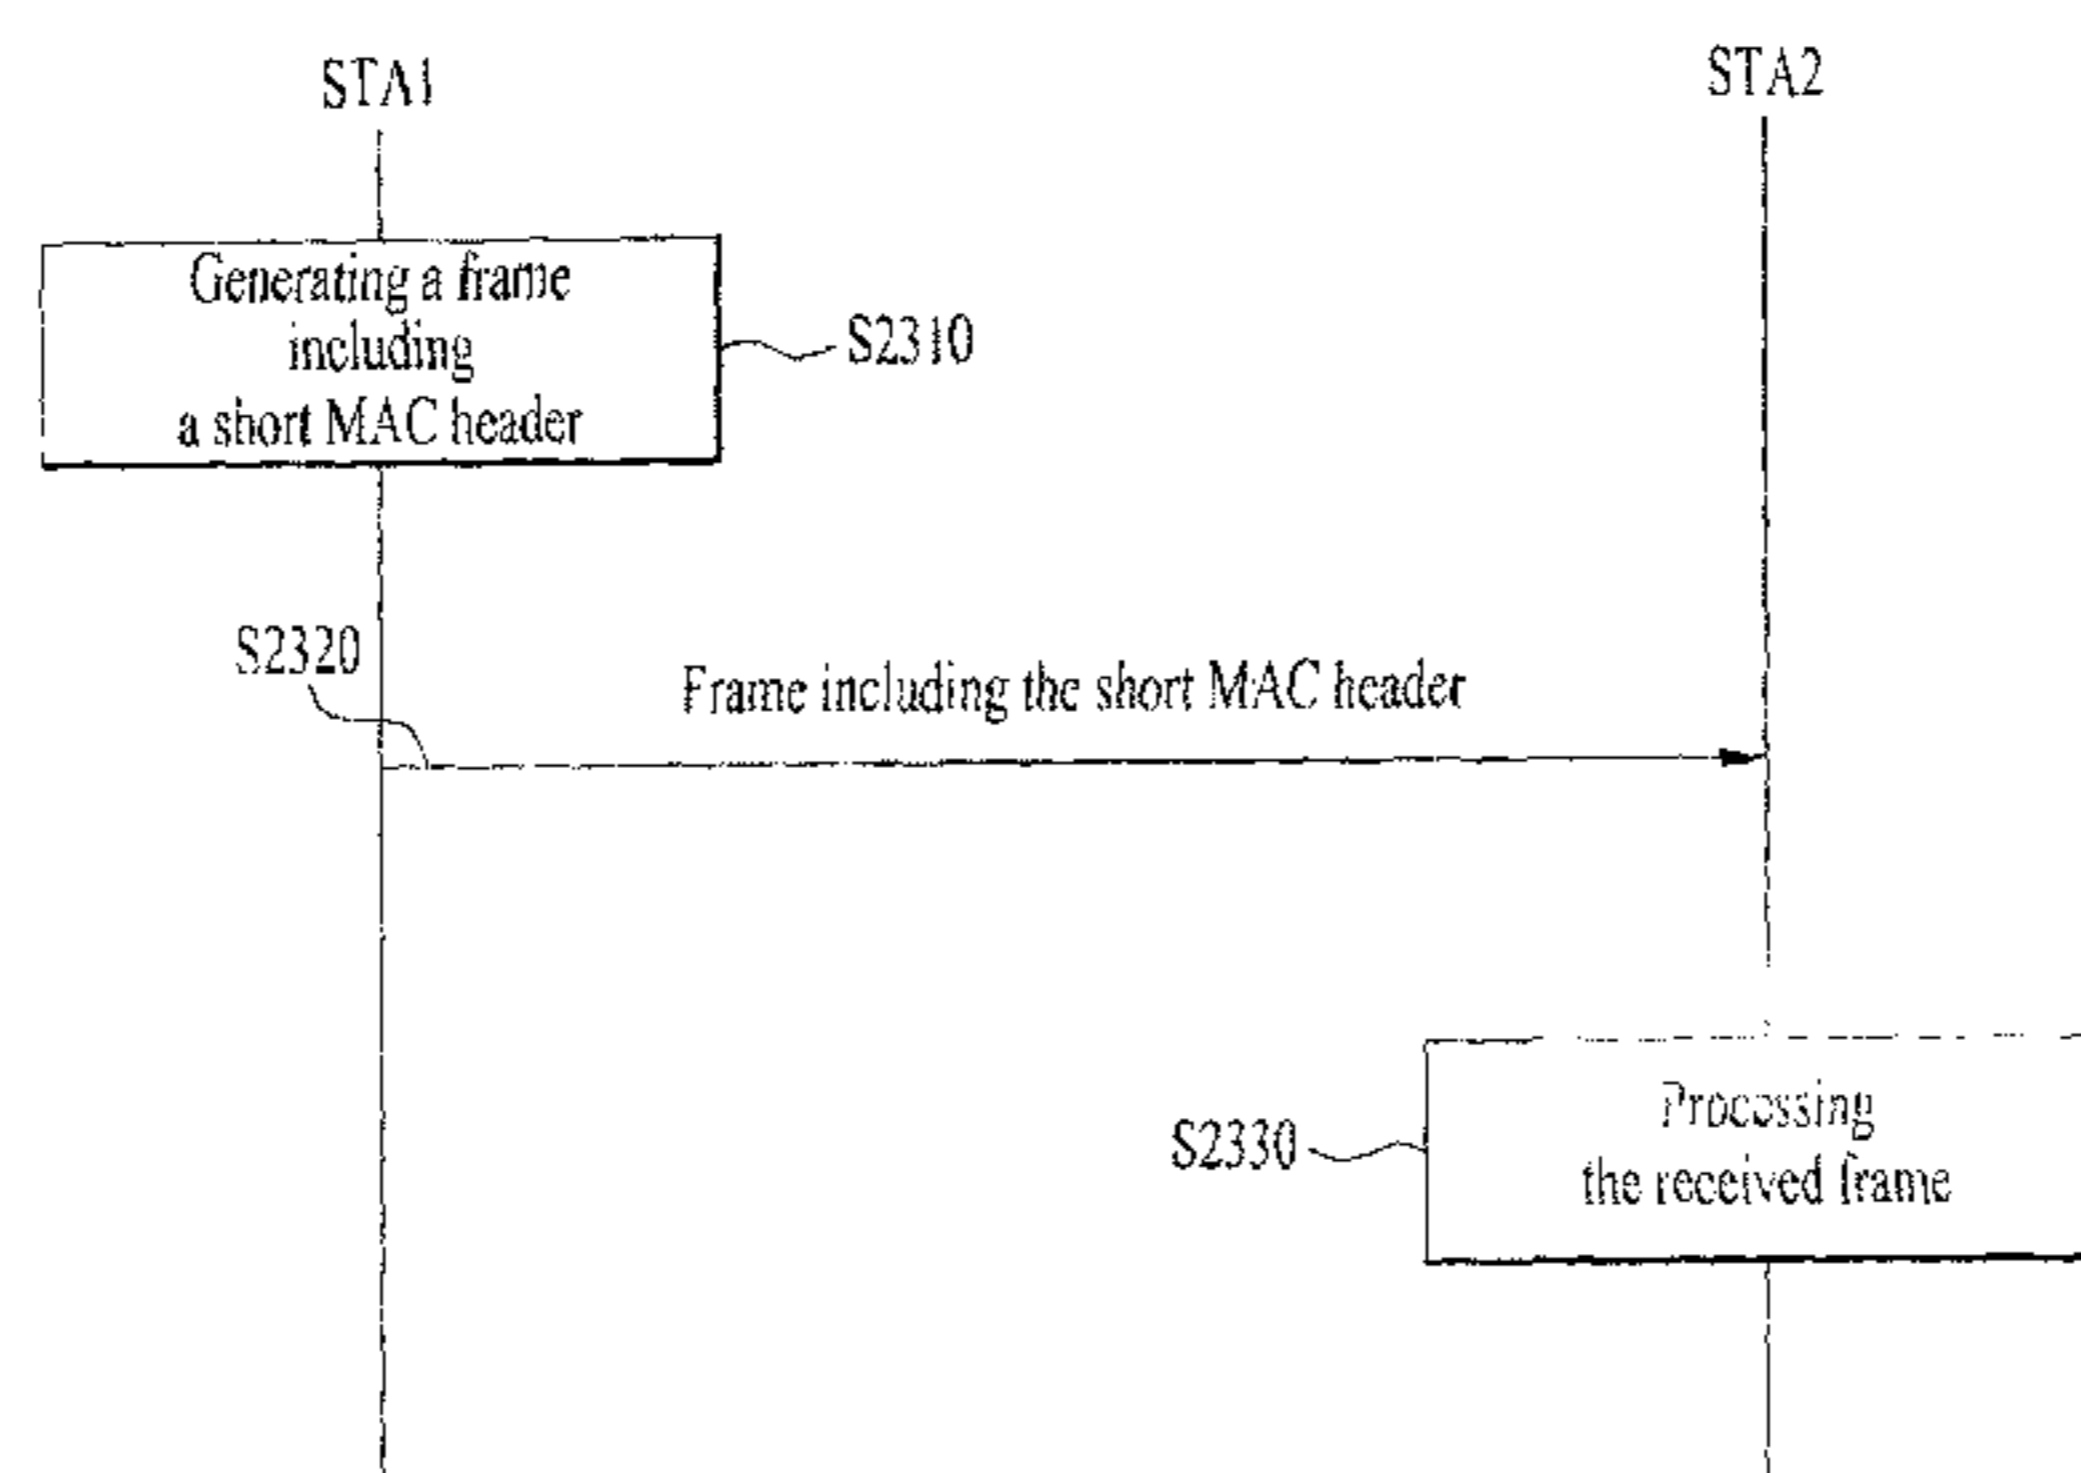 STA1
STA2
Generating a frame
including
a short MAC header
S2310
S2320
Frame including the short MAC header
S2330
Processing
the received frame